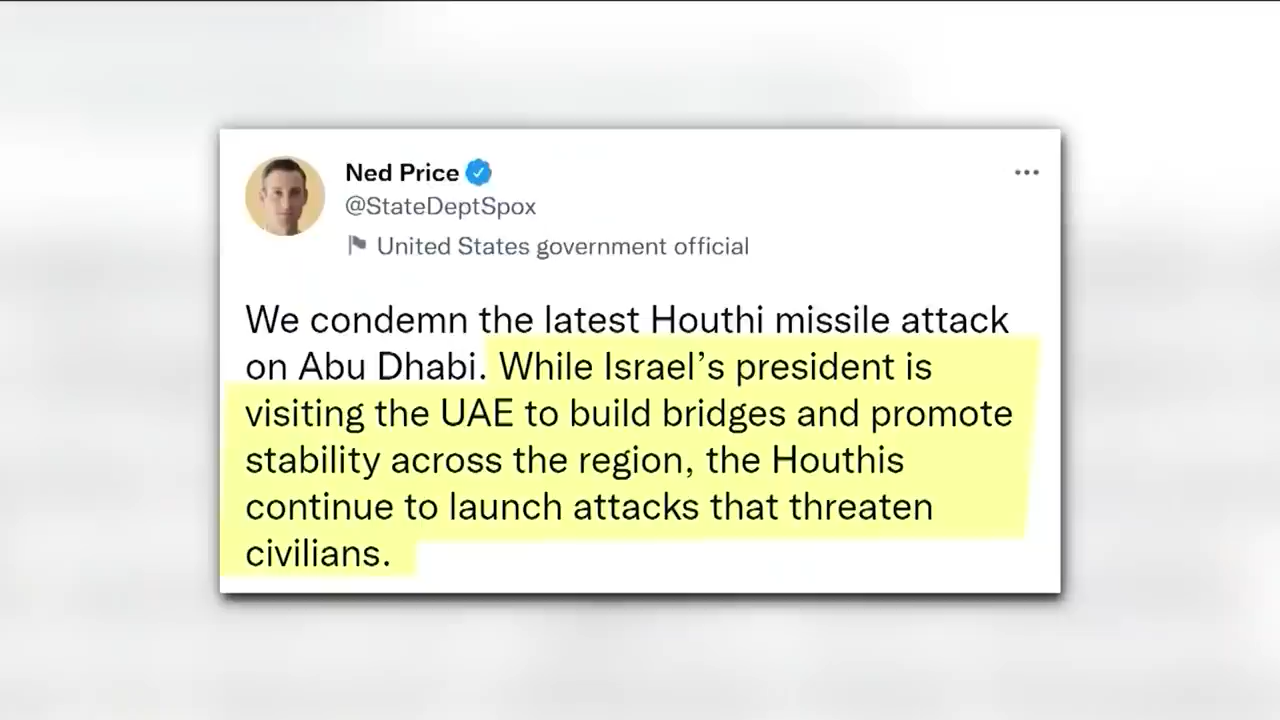 Ned Price
@StateDeptSpox
United States government official
We condemn the latest Houthi missile attack
on Abu Dhabi. While Israel’s president is
visiting the UAE to build bridges and promote
stability across the region, the Houthis
continue to launch attacks that threaten
civilians.